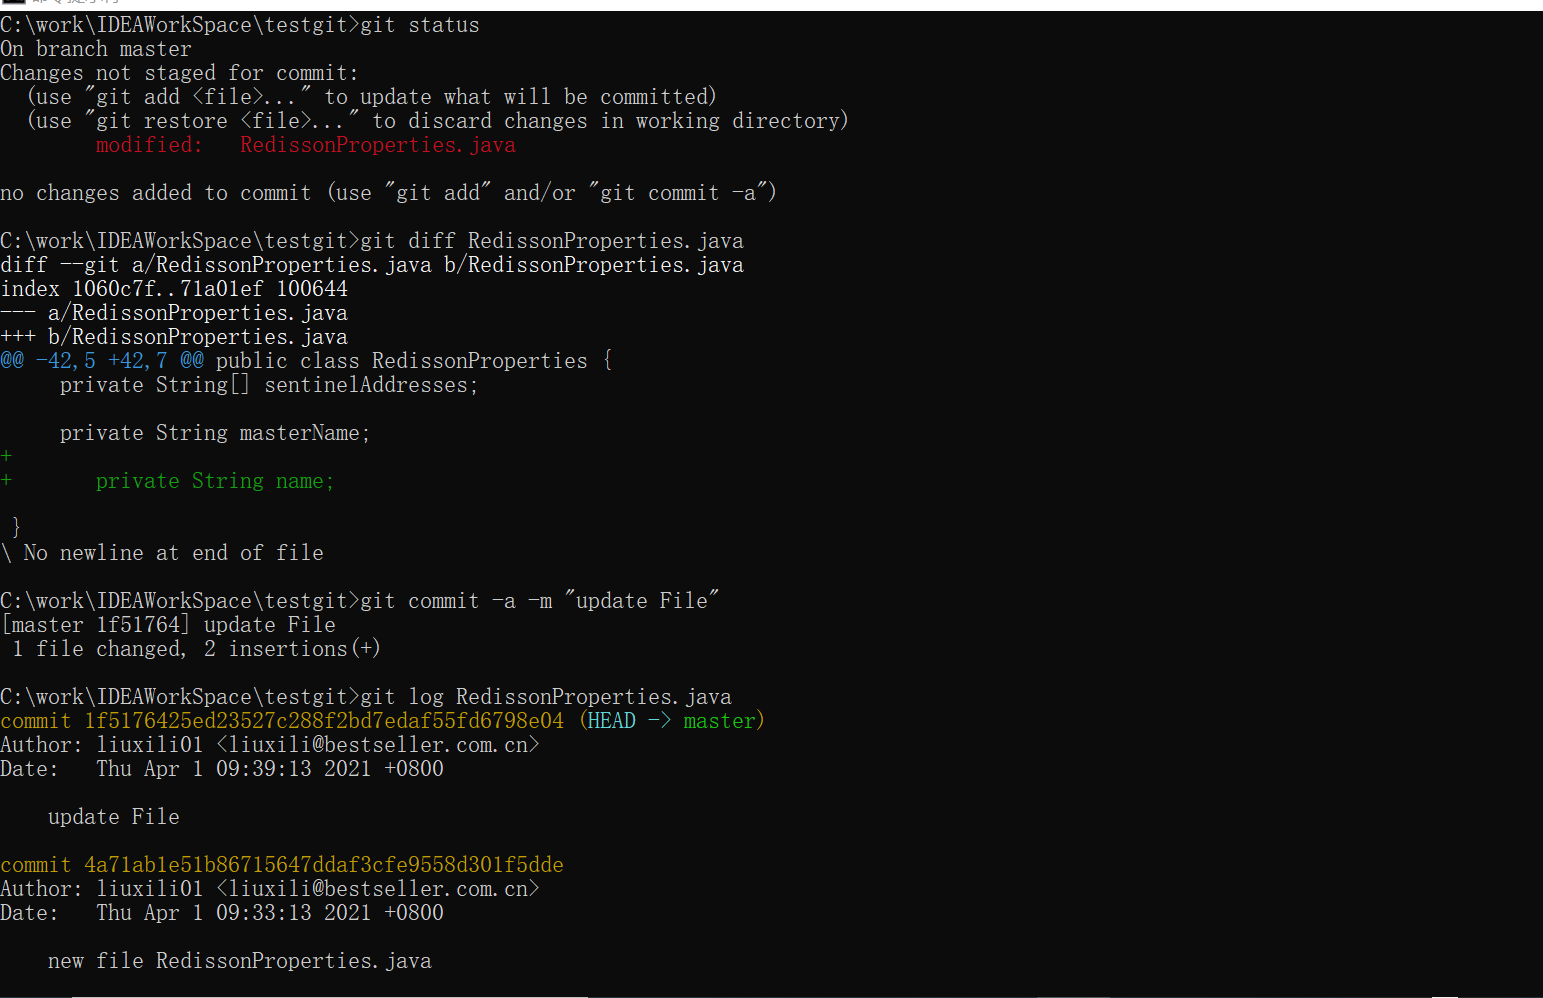 C:\work\IDEAWorkSpace\testgit>git status
On branch master
Changes not staged for commit:
  (use "git add <file>..." to update what will be committed)
  (use "git restore <file>..." to discard changes in working directory)
        modified:   RedissonProperties.java

no changes added to commit (use "git add" and/or "git commit -a")

C:\work\IDEAWorkSpace\testgit>git diff RedissonProperties.java
diff --git a/RedissonProperties.java b/RedissonProperties.java
index 1060c7f..71a01ef 100644
--- a/RedissonProperties.java
+++ b/RedissonProperties.java
@@ -42,5 +42,7 @@ public class RedissonProperties {
     private String[] sentinelAddresses;

     private String masterName;
+
+       private String name;

 }
\ No newline at end of file

C:\work\IDEAWorkSpace\testgit>git commit -a -m "update File"
[master 1f51764] update File
 1 file changed, 2 insertions(+)

C:\work\IDEAWorkSpace\testgit>git log RedissonProperties.java
commit 1f5176425ed23527c288f2bd7edaf55fd6798e04 (HEAD -> master)
Author: liuxili01 <liuxili@bestseller.com.cn>
Date:   Thu Apr 1 09:39:13 2021 +0800

    update File

commit 4a71ab1e51b86715647ddaf3cfe9558d301f5dde
Author: liuxili01 <liuxili@bestseller.com.cn>
Date:   Thu Apr 1 09:33:13 2021 +0800

    new file RedissonProperties.java